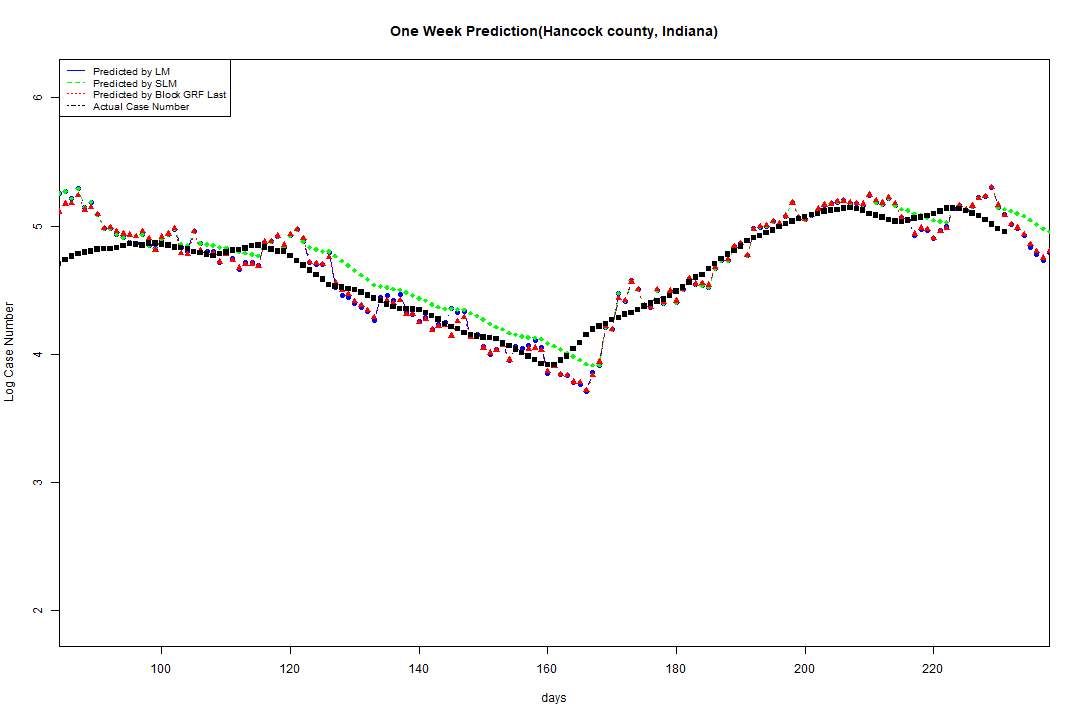 One Week Prediction(Hancock county, Indiana)
Predicted by LM
Predicted by SLM
Predicted by Block GRF Last
Actual Case Number
Log Case Number
6
5
4
3
2
100 120 140 160 180 200 220
days